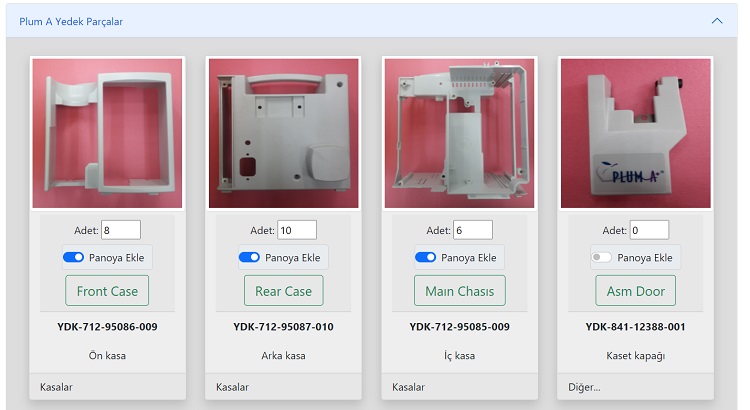 Plum A Yedek Parçalar
PLUM A+
Adet: 8
Panoya Ekle
Front Case
YDK-712-95086-009
Ön kasa
Kasalar
Adet: 10
Panoya Ekle
Rear Case
YDK-712-95087-010
Arka kasa
Kasalar
Adet: 6
Panoya Ekle
Maın Chasıs
YDK-712-95085-009
İç kasa
Kasalar
Adet: 0
Panoya Ekle
Asm Door
YDK-841-12388-001
Kaset kapağı
Diğer...